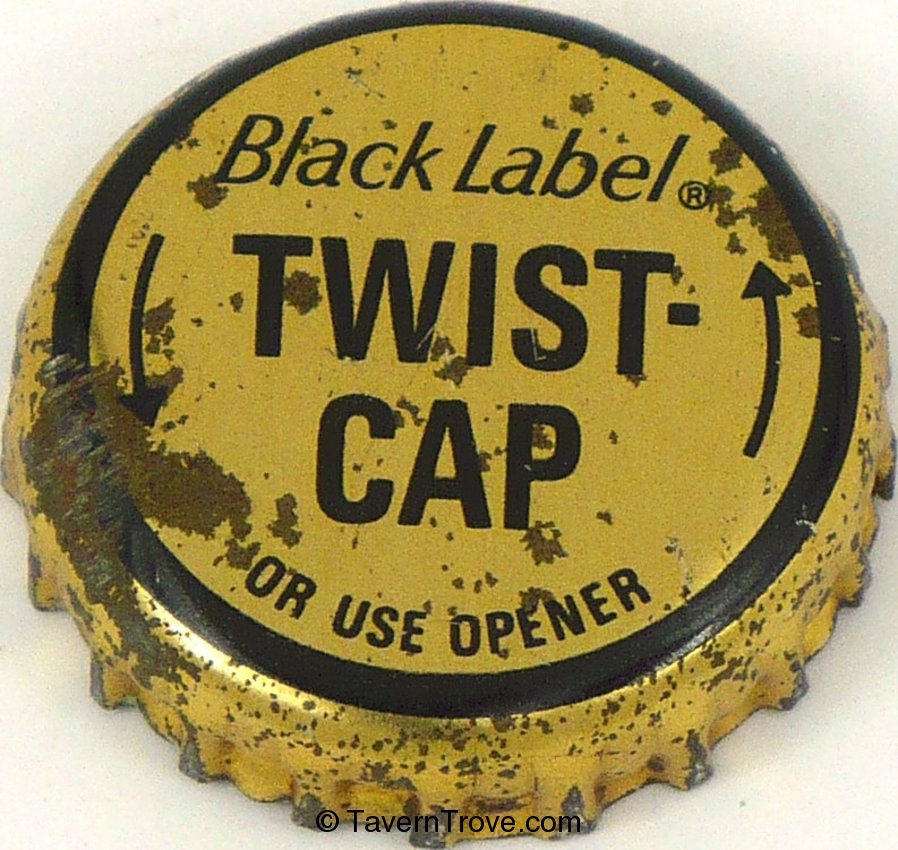 Black Label®
TWIST-
CAP
OR USE OPENER
© TavernTrove.com